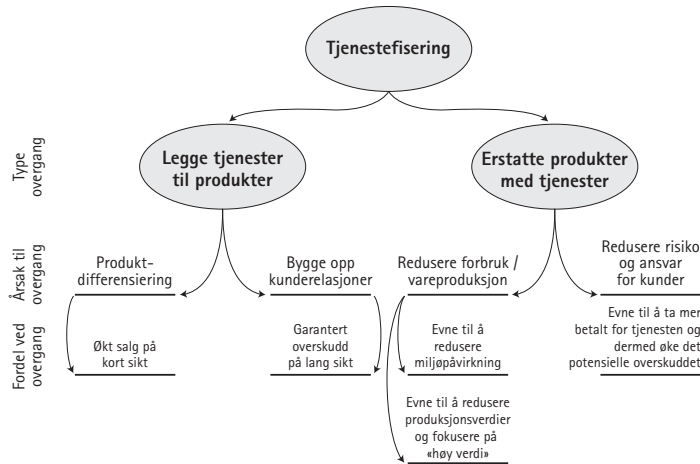 Tjenestefisering
Type
overgang
Legge tjenester
til produkter
Erstatte produkter
med tjenester
Årsak til
overgang
Produkt-
differensiering
Bygge opp
kunderelasjoner
Redusere forbruk /
vareproduksjon
Redusere risiko
og ansvar
for kunder
Fordel ved
overgang
Økt salg på
kort sikt
Garantert
overskudd
på lang sikt
Evne til å
redusere
miljøpåvirkning
Evne til å ta mer
betalt for tjenesten og
dermed øke det
potensielle overskuddet
Evne til å redusere
produksjonsverdier
og fokusere på
«høy verdi»